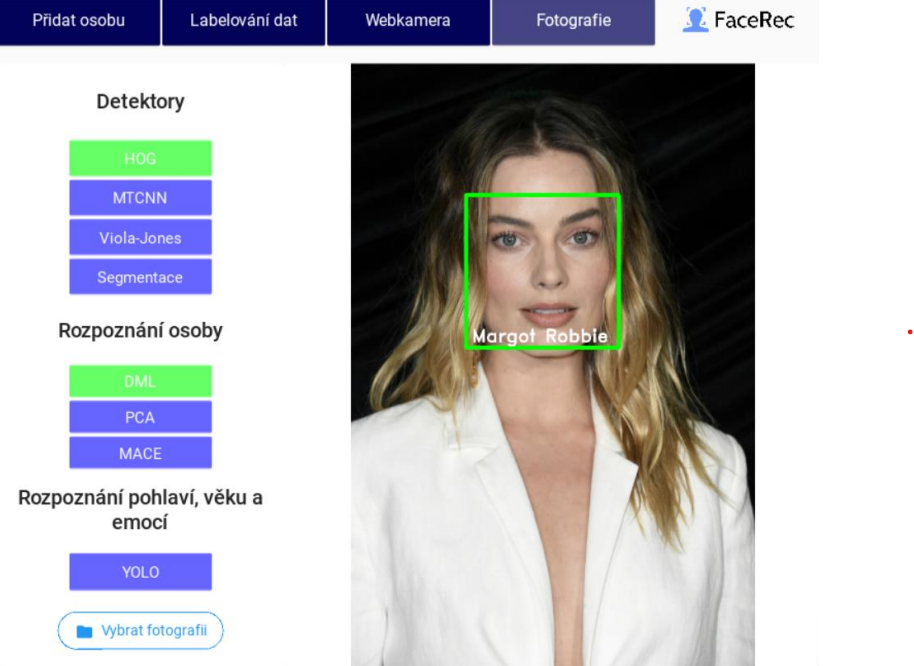 Přidat osobu
Labelování dat
Webkamera
Fotografie
FaceRec
Detektory
HOG
MTCNN
Viola-Jones
Segmentace
Rozpoznání osoby
DML
PCA
MACE
Rozpoznání pohlaví, věku a
emocí
YOLO
Vybrat fotografii
Margot Robbie